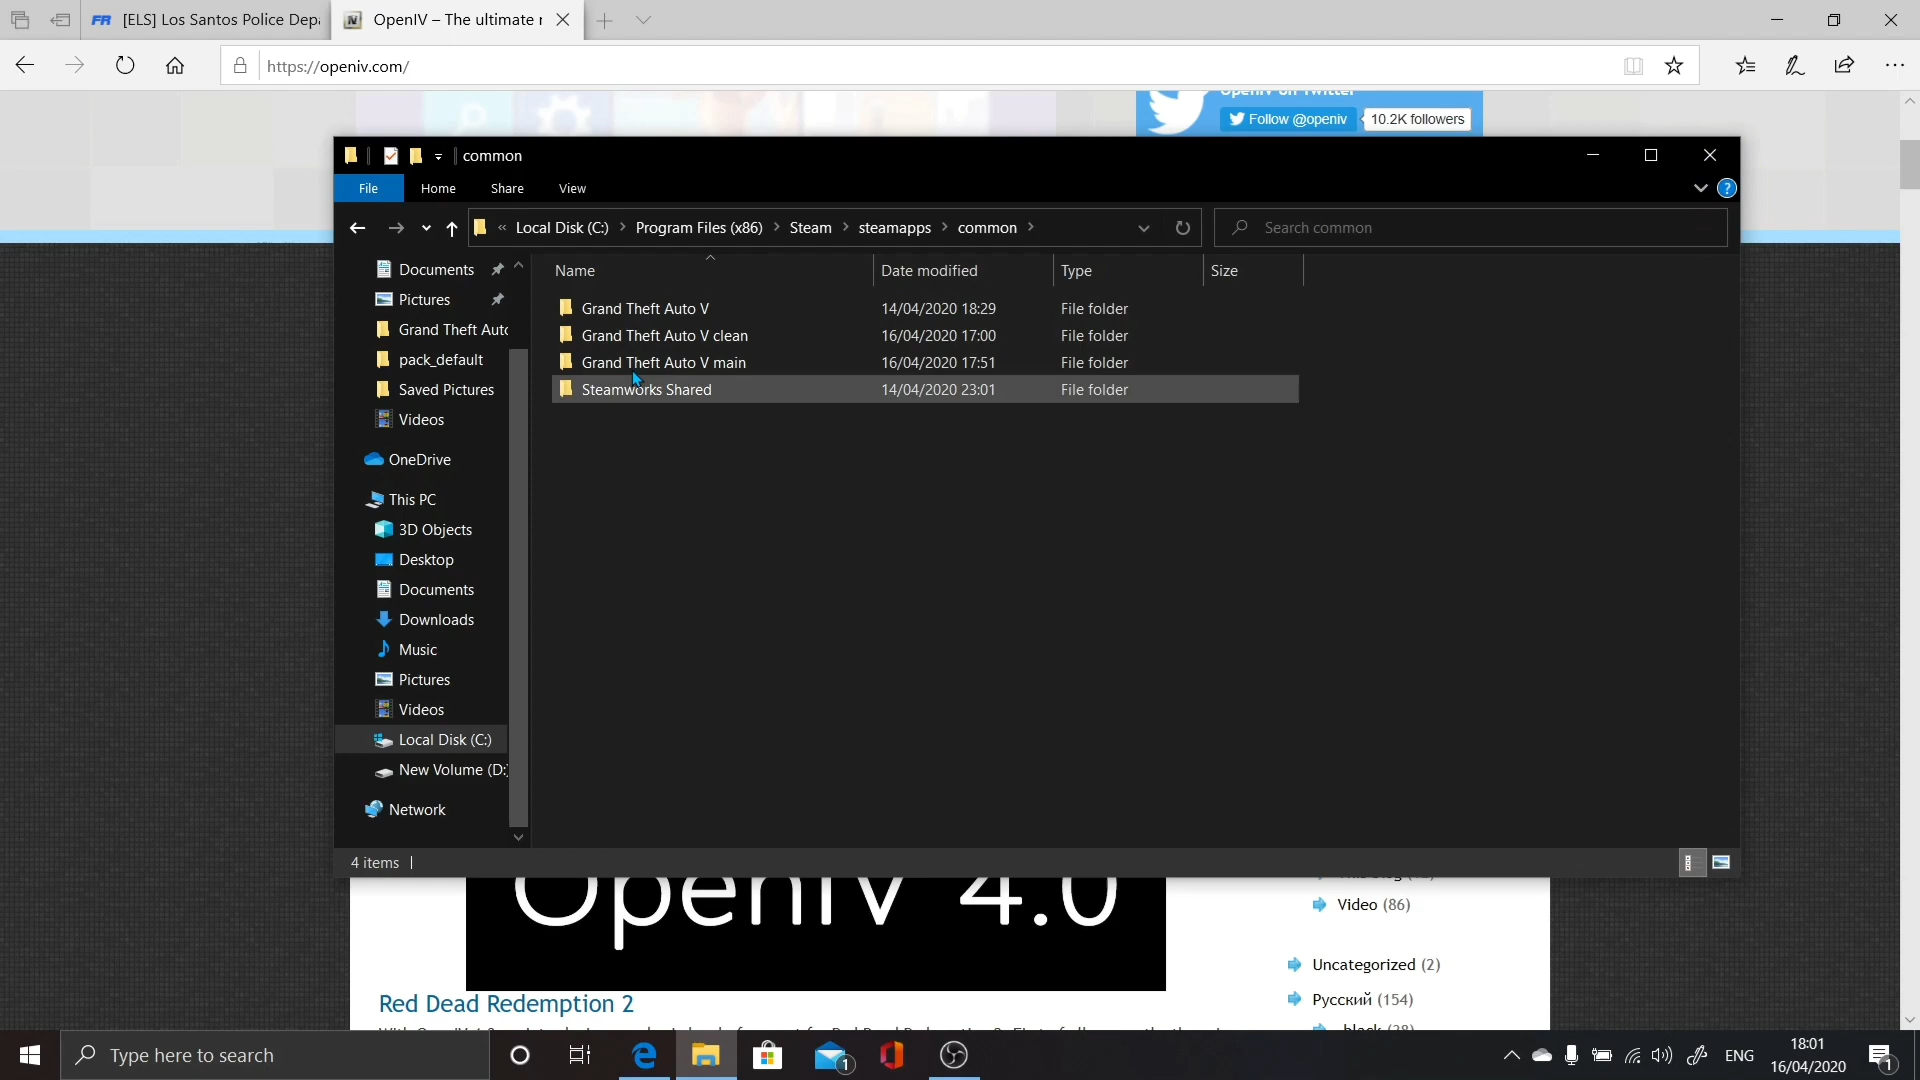 FR [ELS] Los Santos Police Depa
OpenIV – The ultimate r
https://openiv.com/
OpenIV on Twitter
Follow @openiv
10.2K followers
common
File
Home
Share
View
« Local Disk (C:) > Program Files (x86) > Steam > steamapps > common >
Search common
Name
Date modified
Type
Size
Grand Theft Auto V 14/04/2020 18:29 File folder
Grand Theft Auto V clean 16/04/2020 17:00 File folder
Grand Theft Auto V main 16/04/2020 17:51 File folder
Steamworks Shared 14/04/2020 23:01 File folder
Documents
Pictures
Grand Theft Auto
pack_default
Saved Pictures
Videos
OneDrive
This PC
3D Objects
Desktop
Documents
Downloads
Music
Pictures
Videos
Local Disk (C:)
New Volume (D:)
Network
4 items
OpenIV 4.0
Video (86)
Uncategorized (2)
Русский (154)
Red Dead Redemption 2
Type here to search
1
ENG
18:01
16/04/2020
1